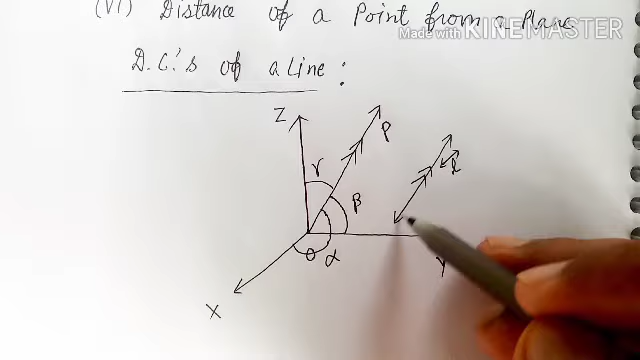 (VI) Distance of a Point from a Plane
Made with KINEMASTER
D.C.'s of a Line :
Z
P
γ
l
β
O α
Y
X